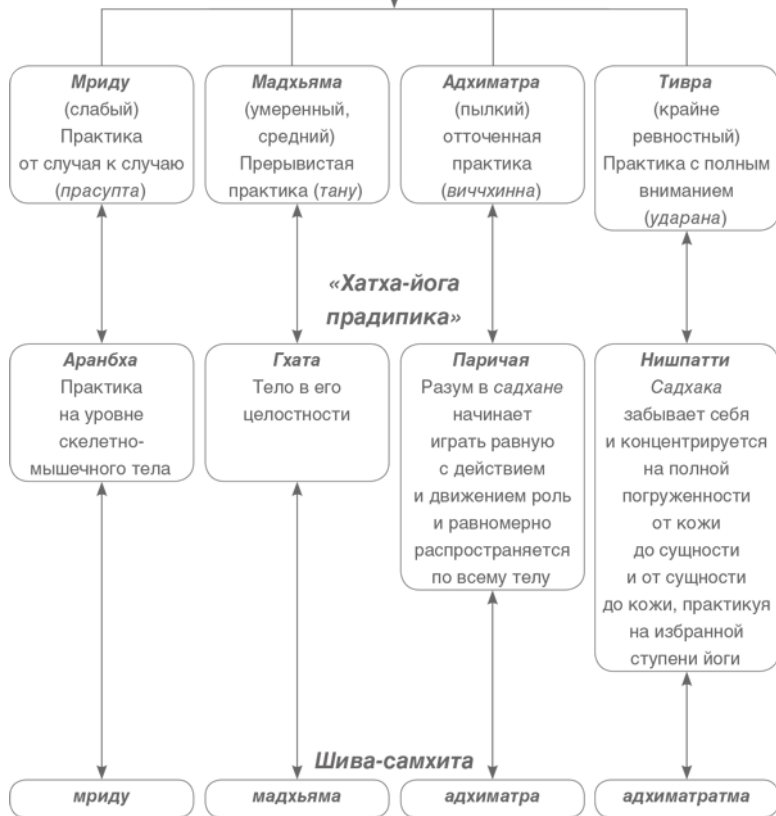 Мриду
(слабый)
Практика
от случая к случаю
(прасупта)
Мадхьяма
(умеренный,
средний)
Прерывистая
практика (тану)
Адхиматра
(пылкий)
отточенная
практика
(виччхинна)
Тивра
(крайне
ревностный)
Практика с полным
вниманием
(ударана)
«Хатха-йога
прадипика»
Аранбха
Практика
на уровне
скелетно-
мышечного тела
Гхата
Тело в его
целостности
Паричая
Разум в садхане
начинает
играть равную
с действием
и движением роль
и равномерно
распространяется
по всему телу
Нишпатти
Садхака
забывает себя
и концентрируется
на полной
погруженности
от кожи
до сущности
и от сущности
до кожи, практикуя
на избранной
ступени йоги
Шива-самхита
мриду
мадхьяма
адхиматра
адхиматратма